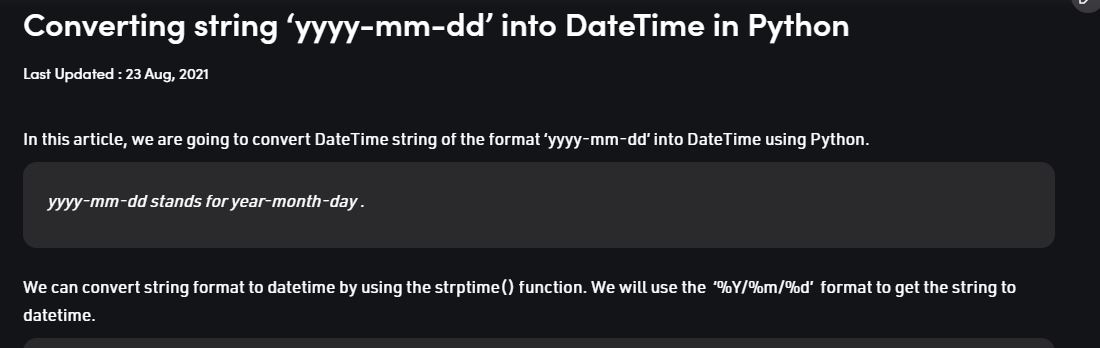 Converting string ‘yyyy-mm-dd’ into DateTime in Python
Last Updated : 23 Aug, 2021
In this article, we are going to convert DateTime string of the format ‘yyyy-mm-dd’ into DateTime using Python.
yyyy-mm-dd stands for year-month-day .
We can convert string format to datetime by using the strptime() function. We will use the  ‘%Y/%m/%d’  format to get the string to
datetime.